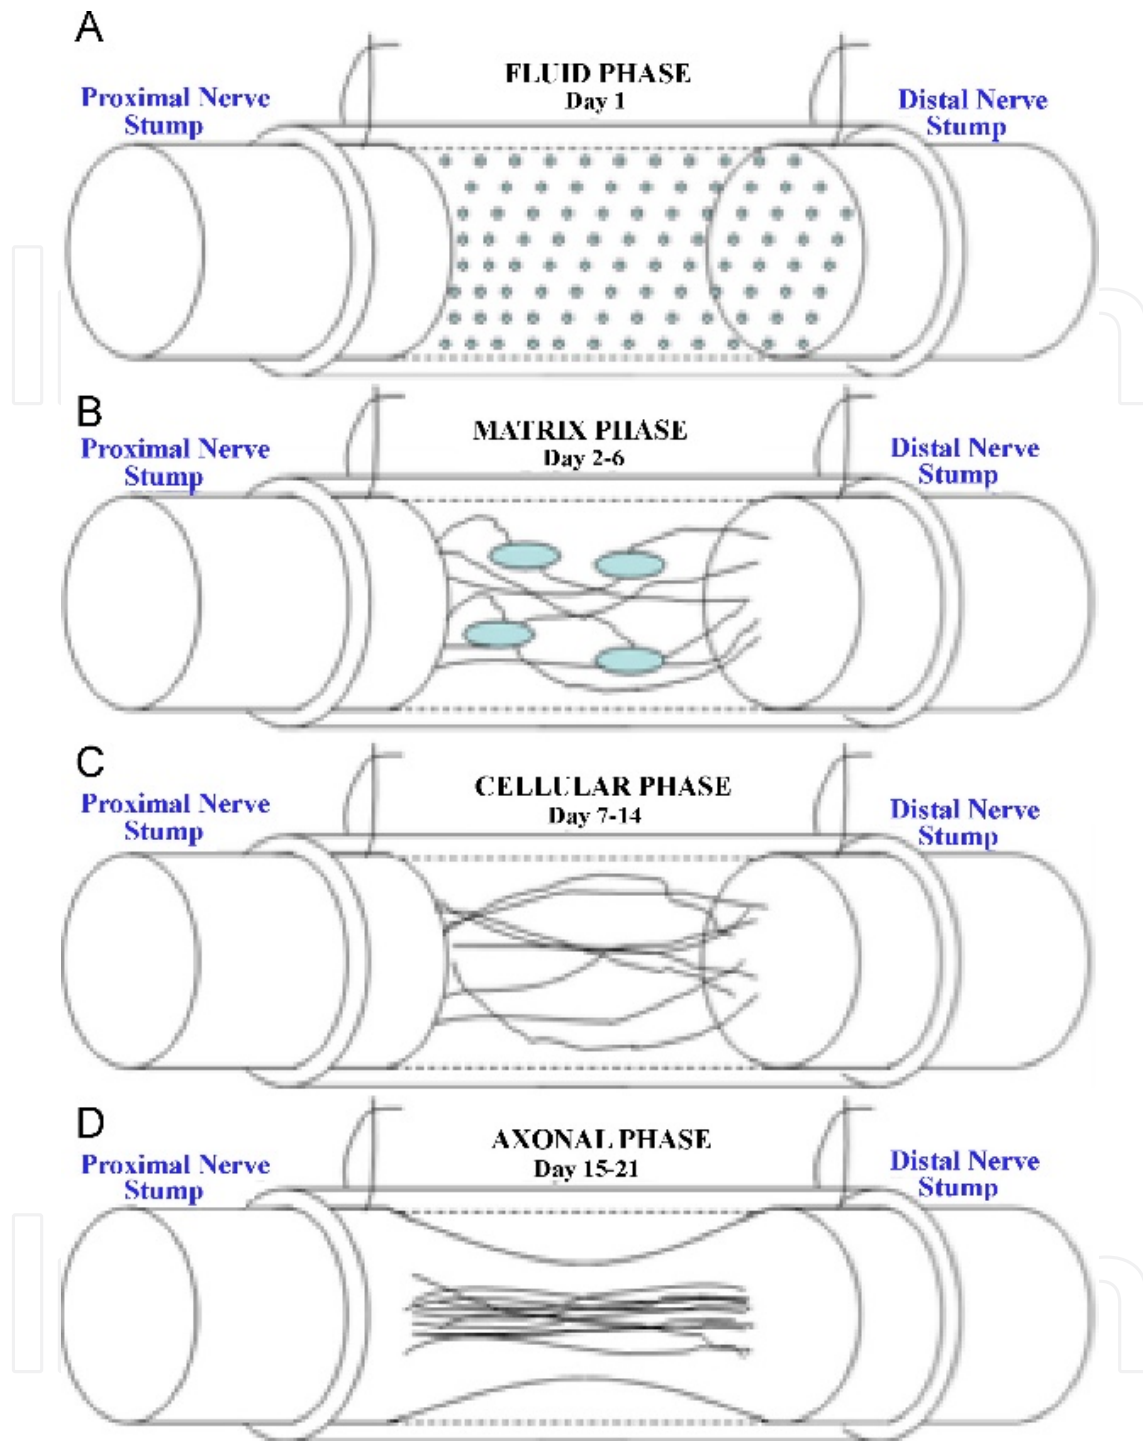 A
FLUID PHASE
Day 1
Proximal Nerve
Stump
Distal Nerve
Stump
B
MATRIX PHASE
Day 2-6
Proximal Nerve
Stump
Distal Nerve
Stump
C
CELLULAR PHASE
Day 7-14
Proximal Nerve
Stump
Distal Nerve
Stump
D
AXONAL PHASE
Day 15-21
Proximal Nerve
Stump
Distal Nerve
Stump